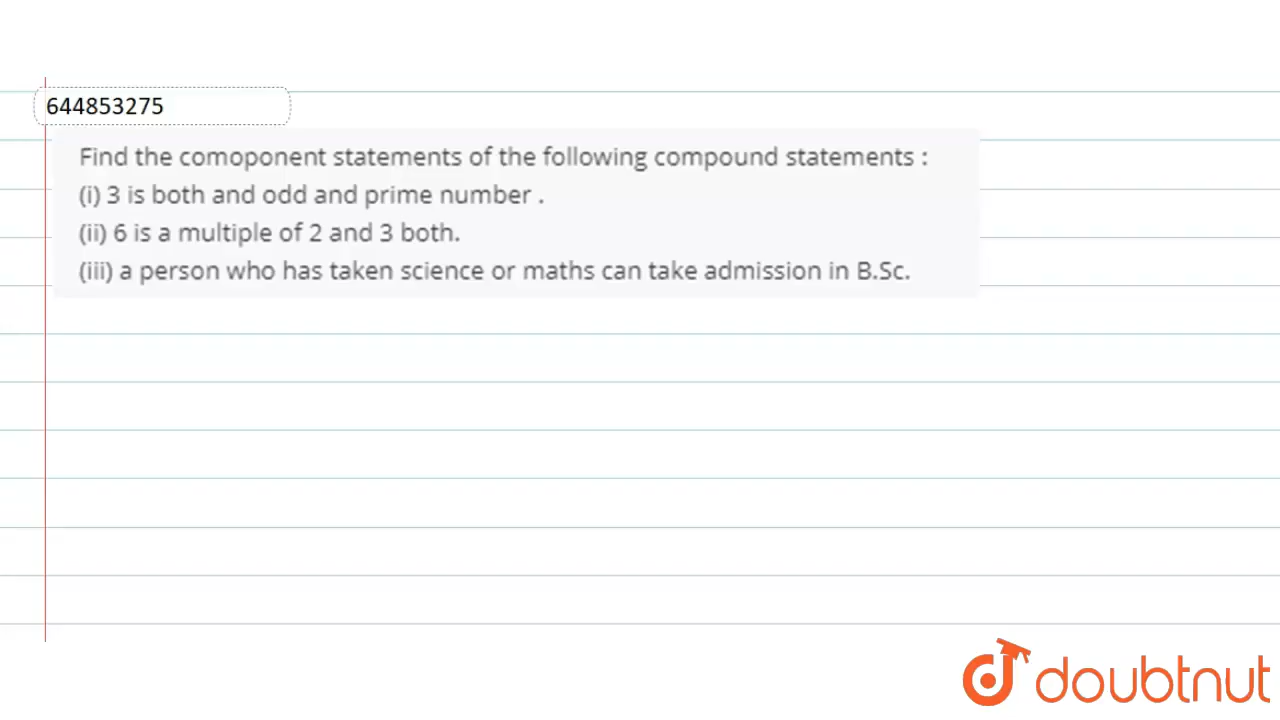 644853275
Find the comoponent statements of the following compound statements :
(i) 3 is both and odd and prime number .
(ii) 6 is a multiple of 2 and 3 both.
(iii) a person who has taken science or maths can take admission in B.Sc.
doubtnut